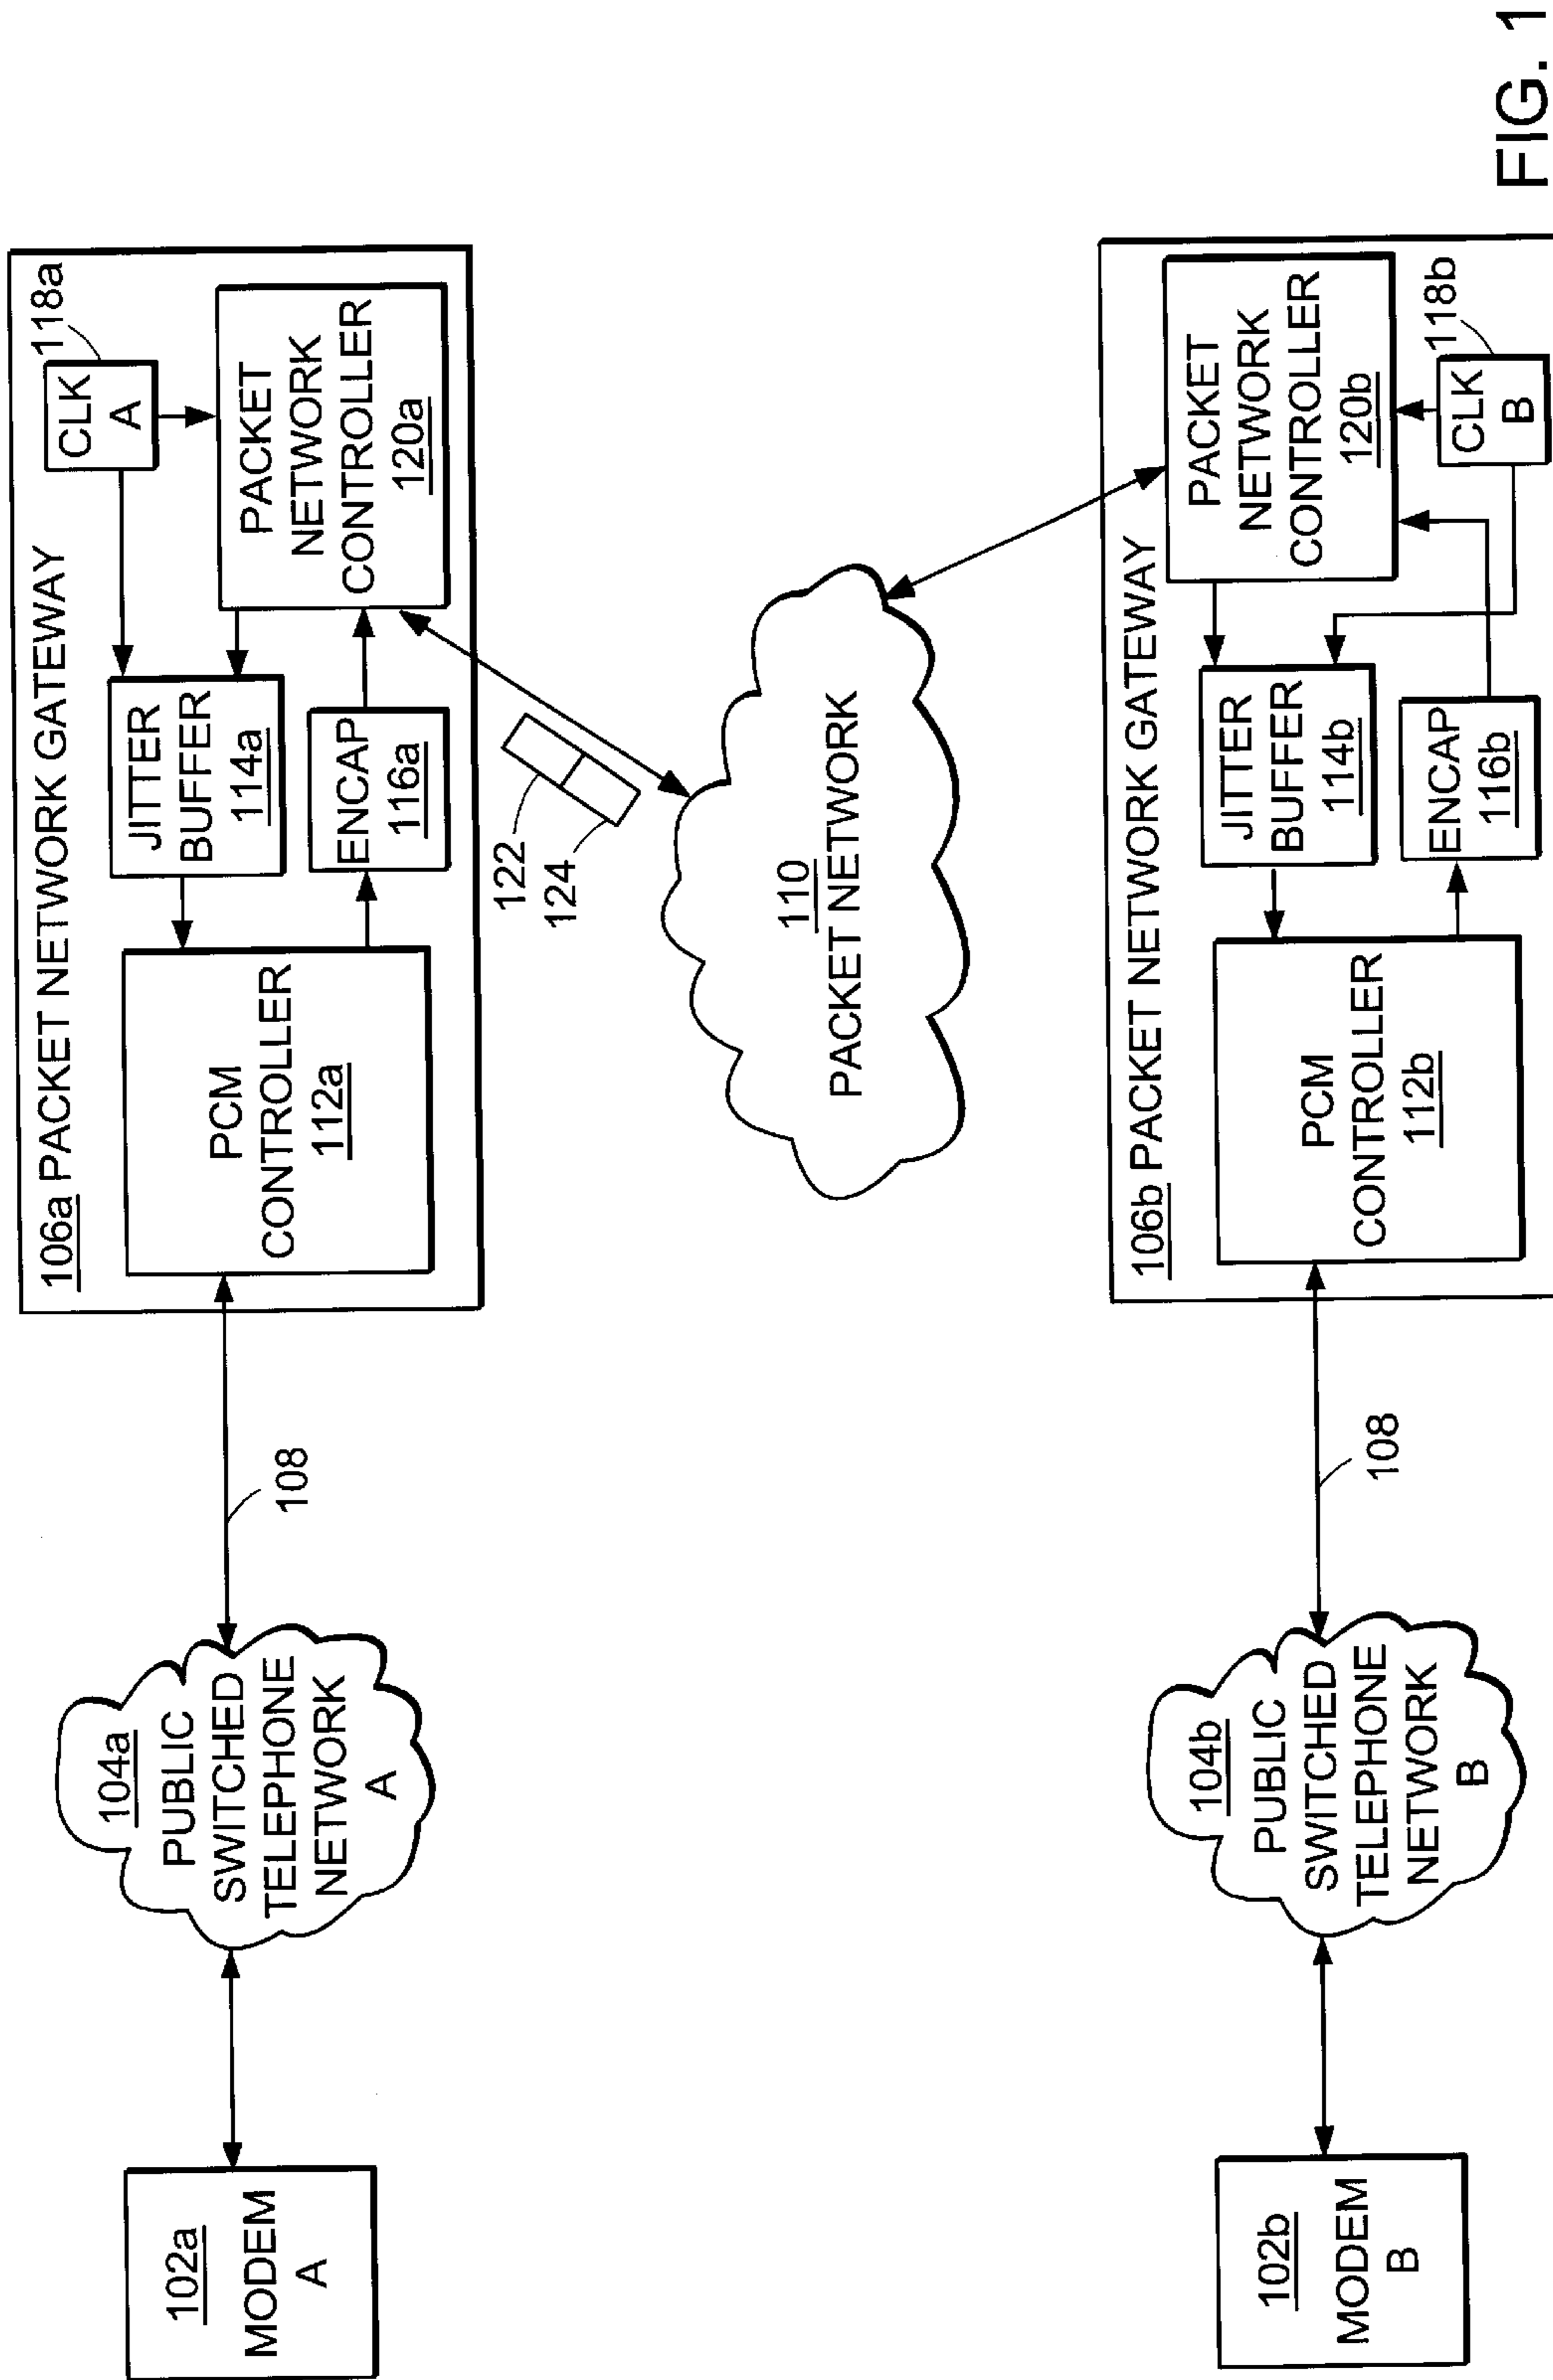 102a
MODEM
A
104a
PUBLIC
SWITCHED
TELEPHONE
NETWORK
A
108
106a PACKET NETWORK GATEWAY
PCM
CONTROLLER
112a
JITTER
BUFFER
114a
ENCAP
116a
CLK
A
118a
PACKET
NETWORK
CONTROLLER
120a
122
124
110
PACKET NETWORK
102b
MODEM
B
104b
PUBLIC
SWITCHED
TELEPHONE
NETWORK
B
108
106b PACKET NETWORK GATEWAY
PCM
CONTROLLER
112b
JITTER
BUFFER
114b
ENCAP
116b
PACKET
NETWORK
CONTROLLER
120b
CLK
B
118b
FIG. 1